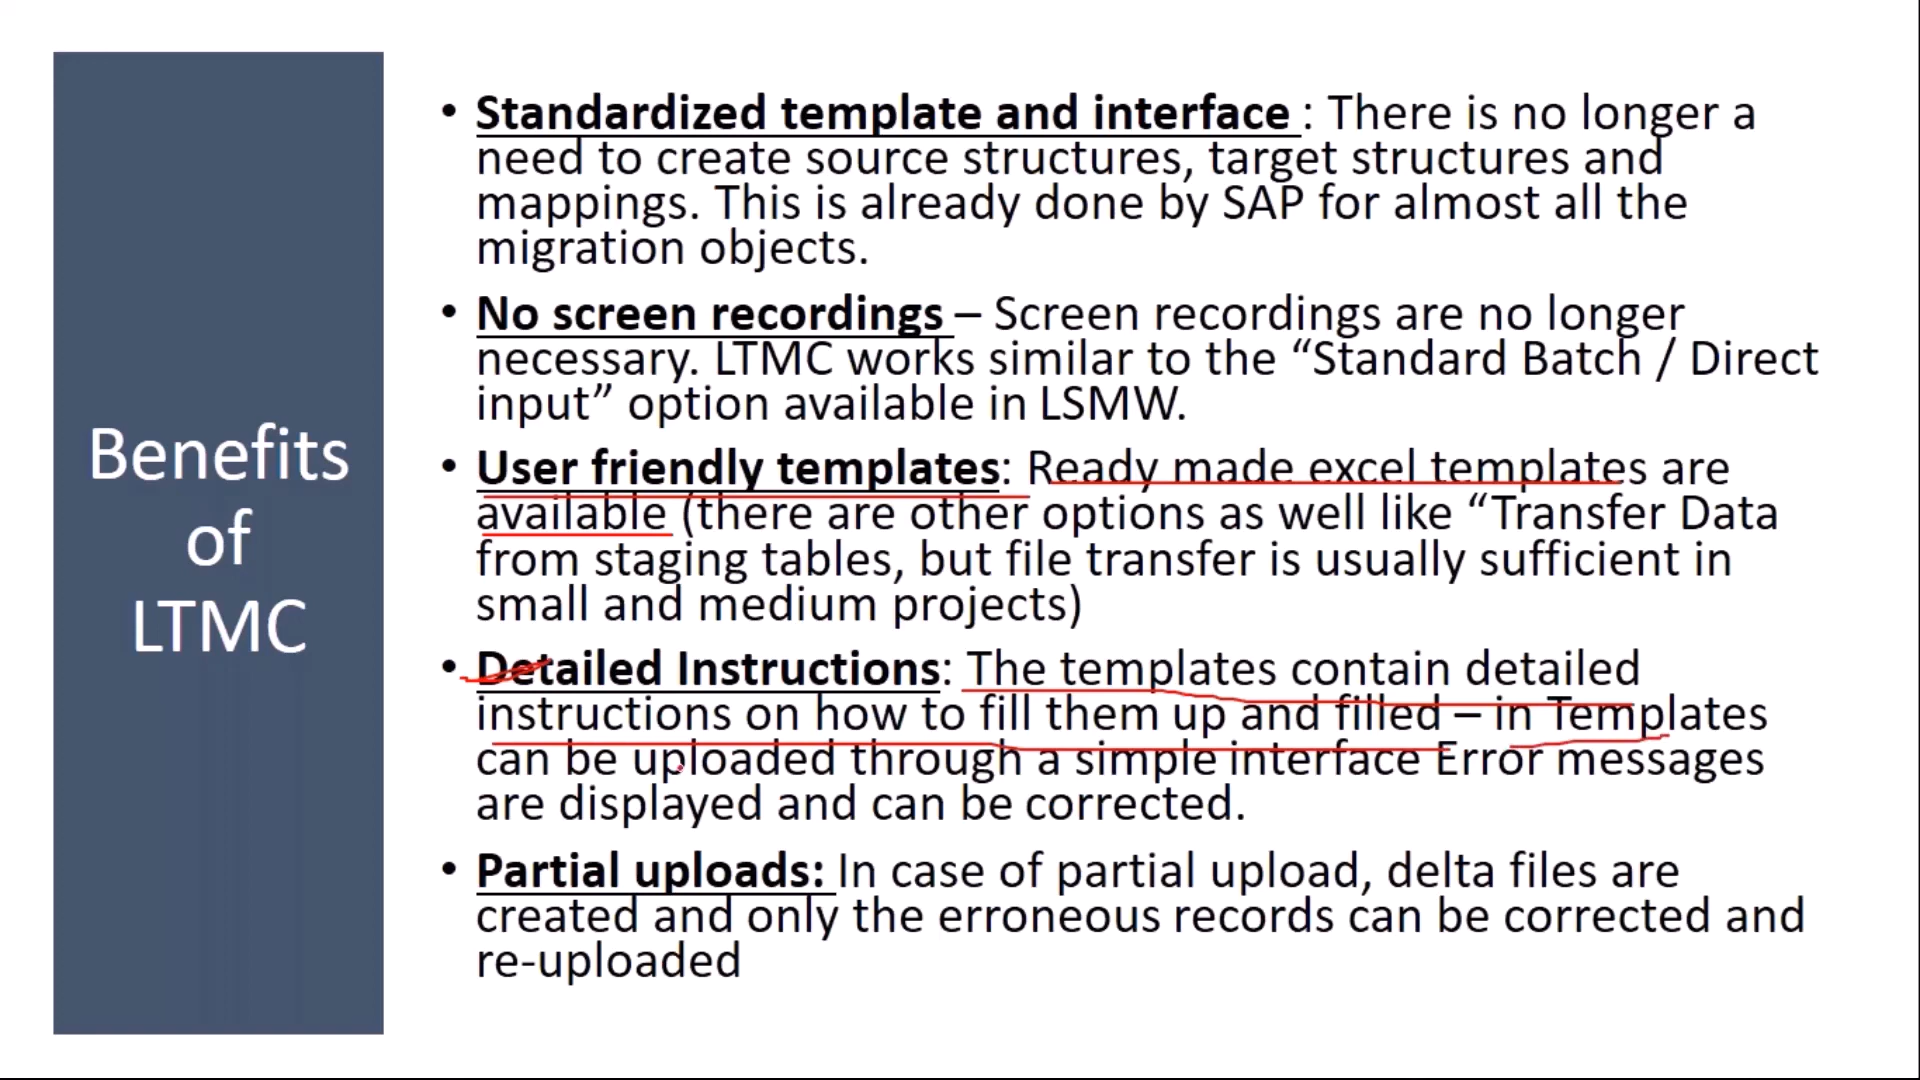 Benefits
of
LTMC
• Standardized template and interface : There is no longer a
need to create source structures, target structures and
mappings. This is already done by SAP for almost all the
migration objects.
• No screen recordings – Screen recordings are no longer
necessary. LTMC works similar to the “Standard Batch / Direct
input” option available in LSMW.
• User friendly templates: Ready made excel templates are
available (there are other options as well like “Transfer Data
from staging tables, but file transfer is usually sufficient in
small and medium projects)
• Detailed Instructions: The templates contain detailed
instructions on how to fill them up and filled – in Templates
can be uploaded through a simple interface Error messages
are displayed and can be corrected.
• Partial uploads: In case of partial upload, delta files are
created and only the erroneous records can be corrected and
re-uploaded